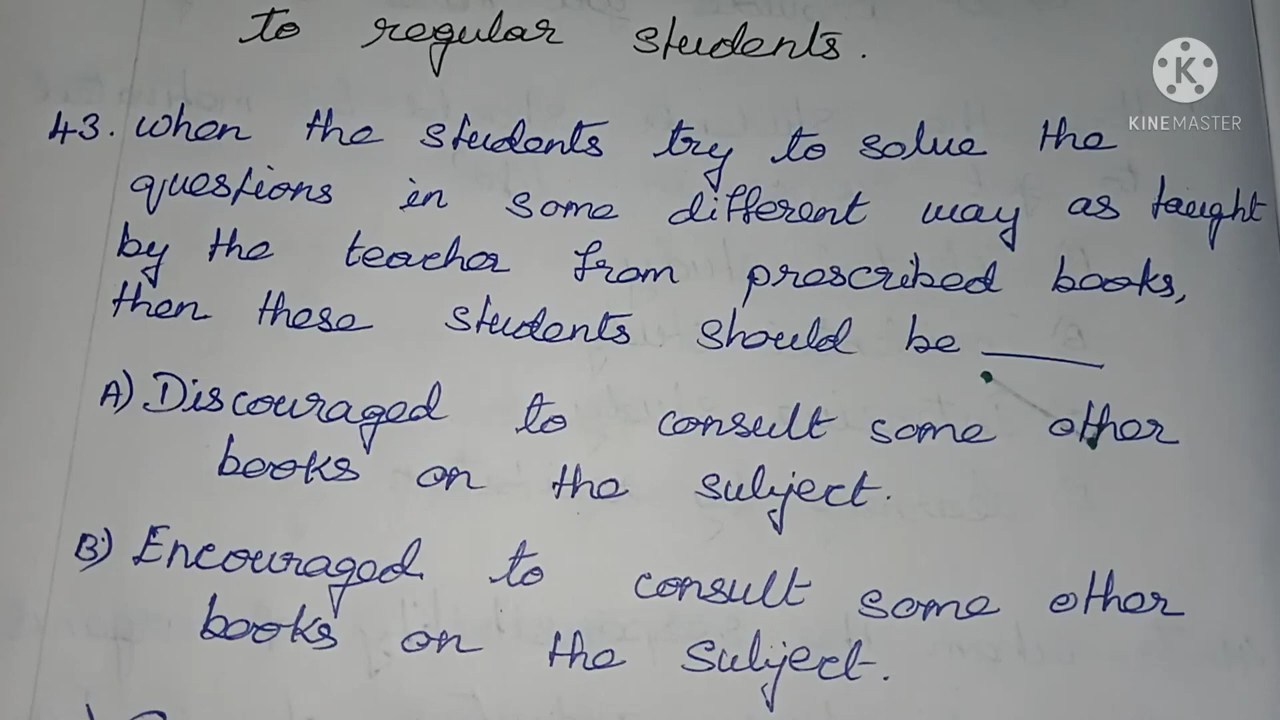 to regular students.
KINEMASTER
43. when the students try to solve the
questions in some different way as taught
by the teacher from prescribed books,
then these students should be ____
A) Discouraged to consult some other
books on the subject.
B) Encouraged to consult some other
books on the subject.